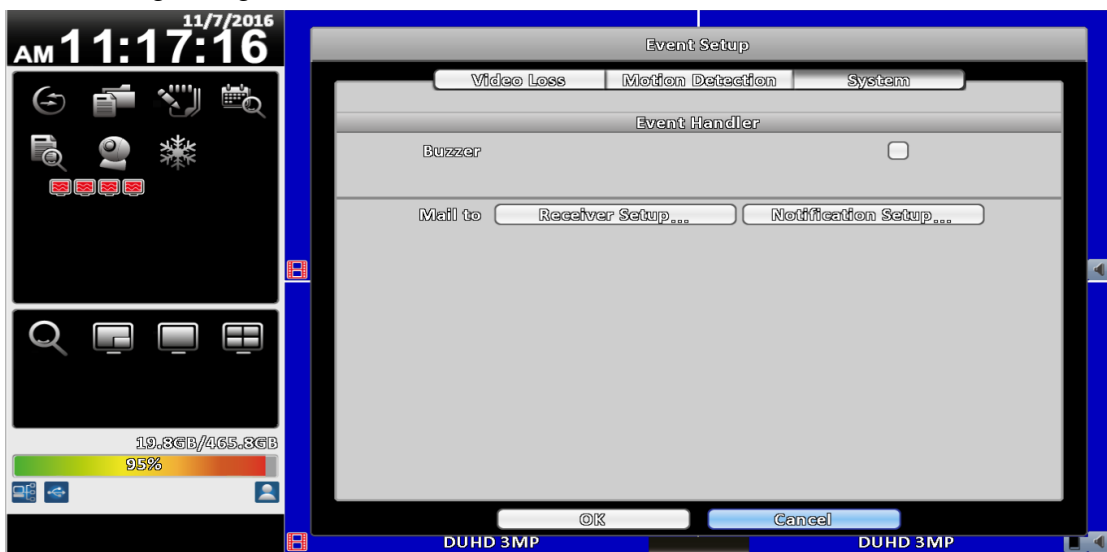 11/7/2016
AM 11:17:16
Event Setup
Video Loss Motion Detection System
Event Handler
Buzzer
Mail to Receiver Setup... Notification Setup...
19.8GB/465.8GB
95%
OK Cancel
DUHD 3MP DUHD 3MP